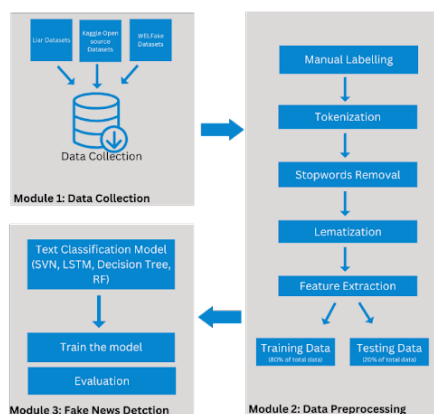 Liar Datasets
Kaggle Open
source
Datasets
WELFake
Datasets
Data Collection
Module 1: Data Collection
Manual Labelling
Tokenization
Stopwords Removal
Lematization
Feature Extraction
Training Data
(80% of total data)
Testing Data
(20% of total data)
Module 2: Data Preprocessing
Text Classification Model
(SVN, LSTM, Decision Tree,
RF)
Train the model
Evaluation
Module 3: Fake News Detction